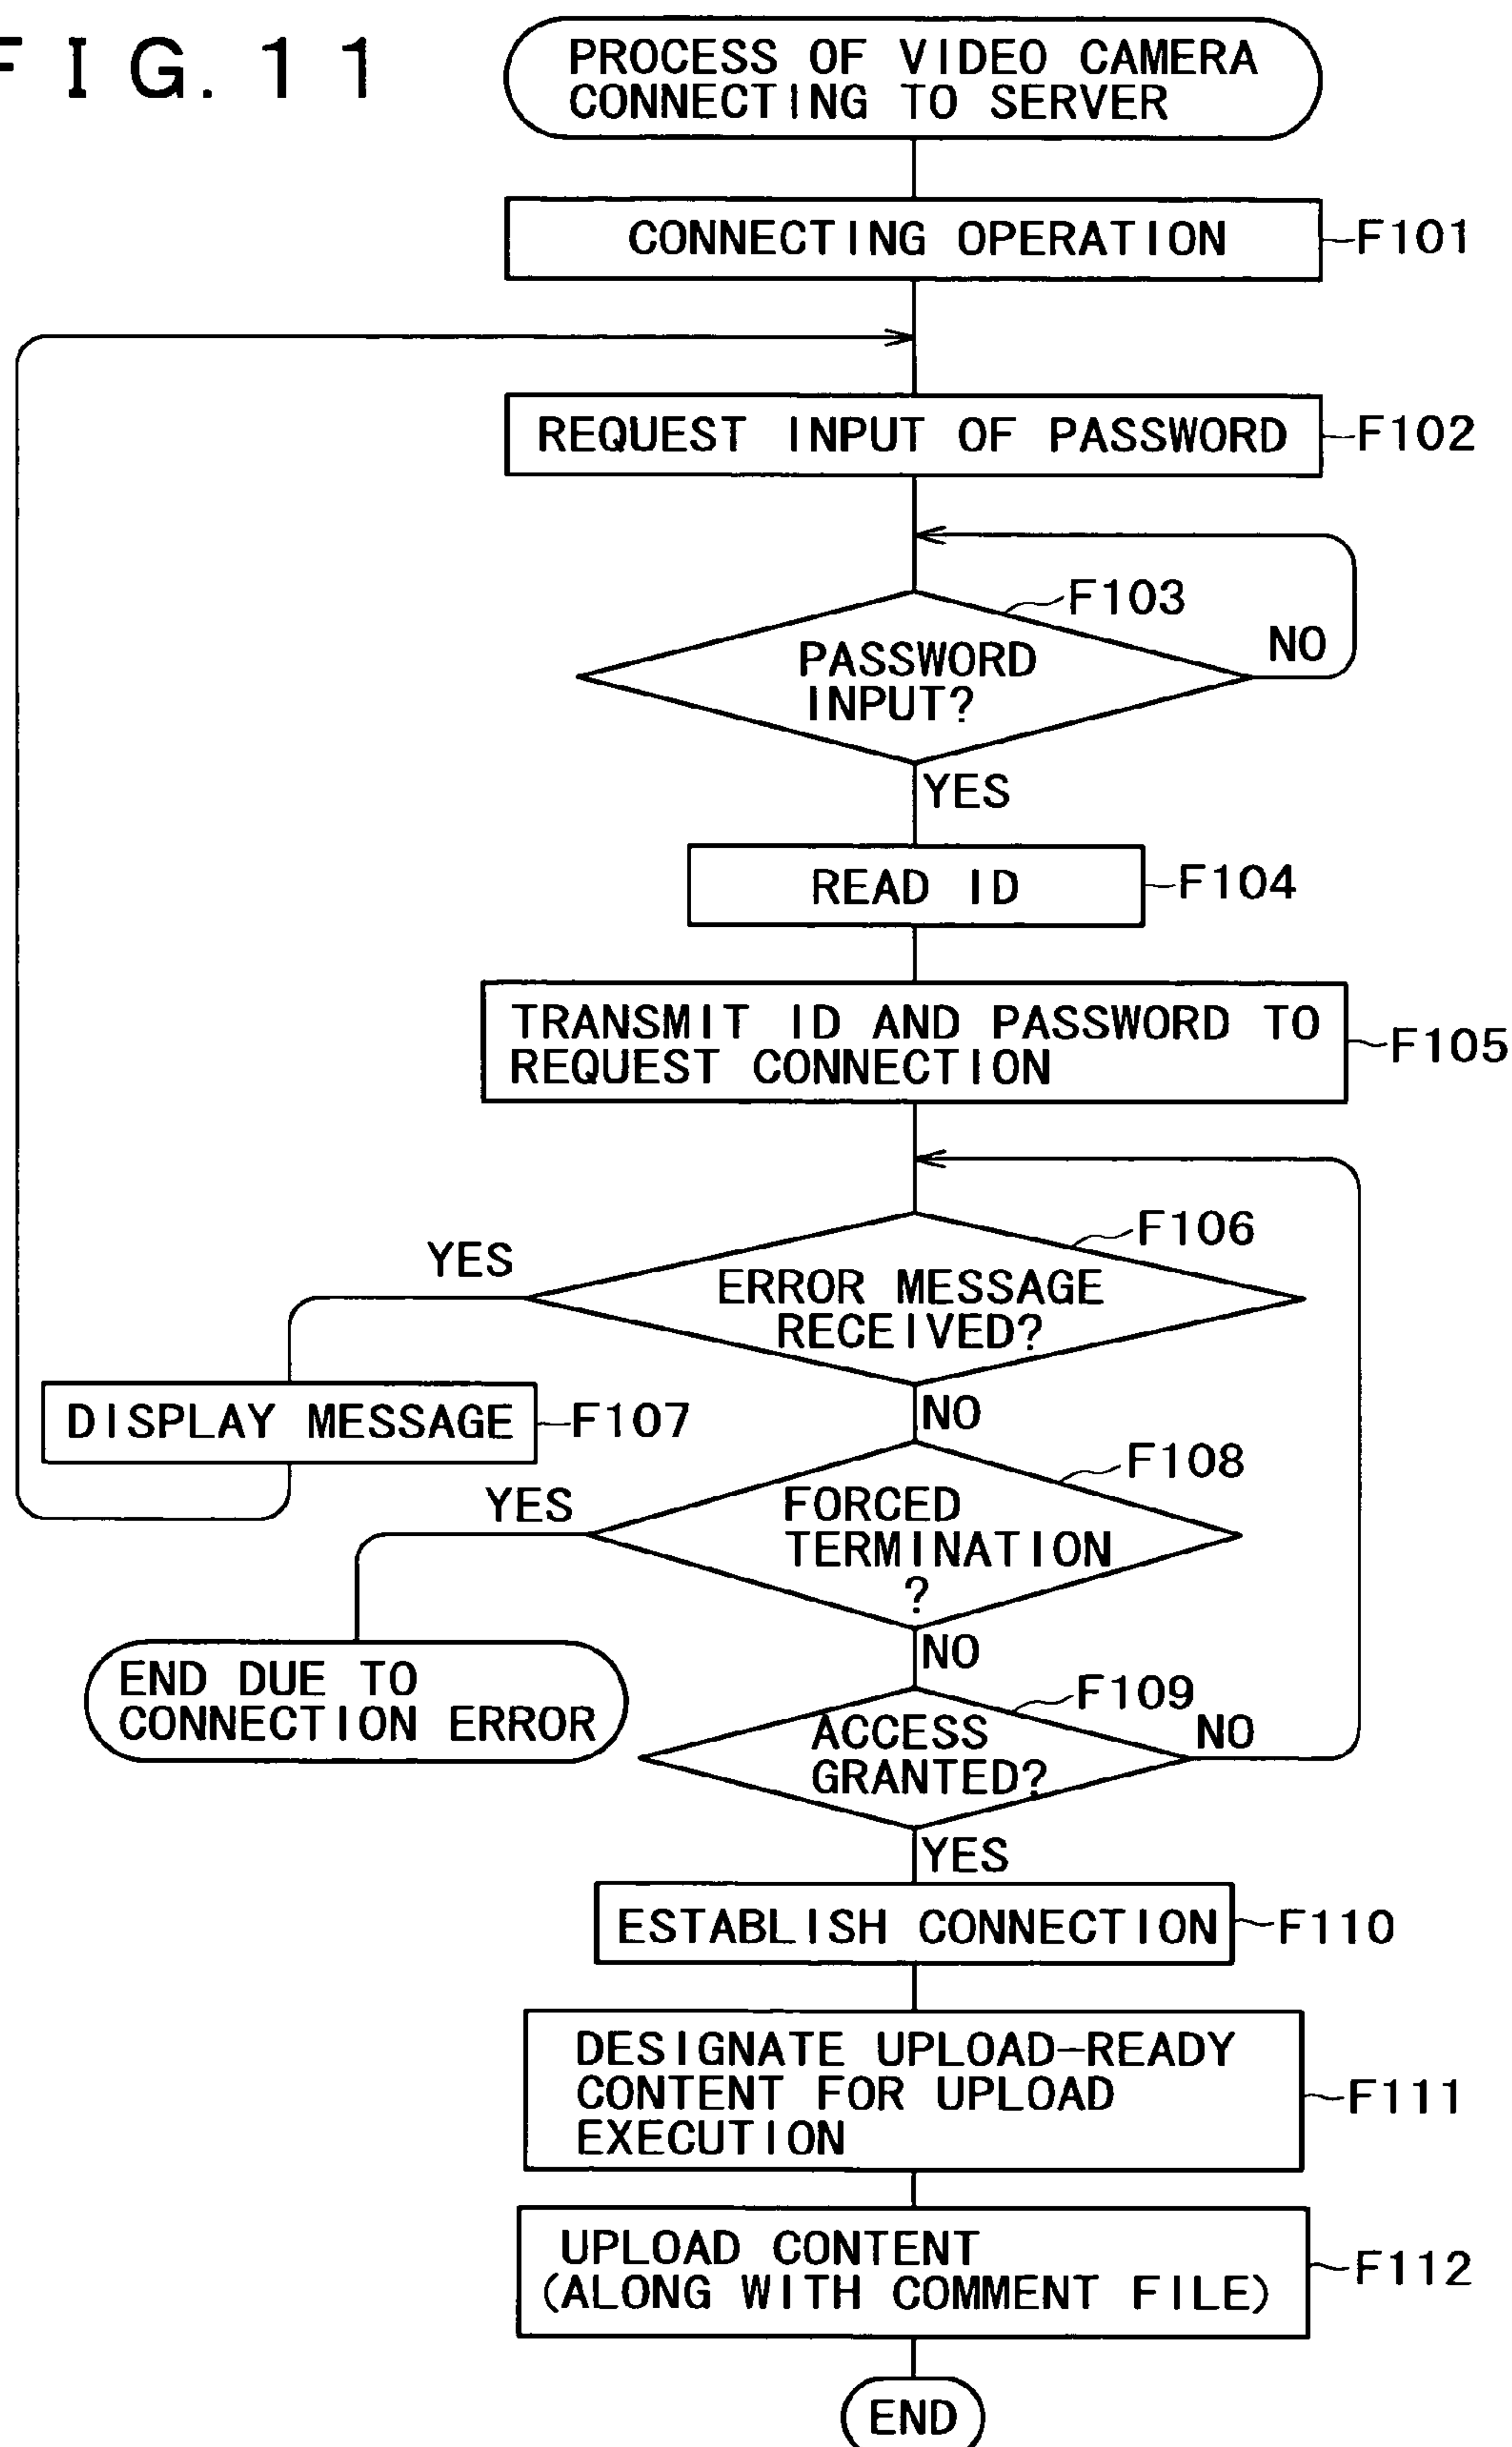 FIG. 11
PROCESS OF VIDEO CAMERA
CONNECTING TO SERVER
CONNECTING OPERATION
F101
REQUEST INPUT OF PASSWORD
F102
F103
PASSWORD
INPUT?
NO
YES
READ ID
F104
TRANSMIT ID AND PASSWORD TO
REQUEST CONNECTION
F105
F106
YES
ERROR MESSAGE
RECEIVED?
NO
DISPLAY MESSAGE
F107
F108
YES
FORCED
TERMINATION
?
NO
END DUE TO
CONNECTION ERROR
F109
ACCESS
GRANTED?
NO
YES
ESTABLISH CONNECTION
F110
DESIGNATE UPLOAD-READY
CONTENT FOR UPLOAD
EXECUTION
F111
UPLOAD CONTENT
(ALONG WITH COMMENT FILE)
F112
END